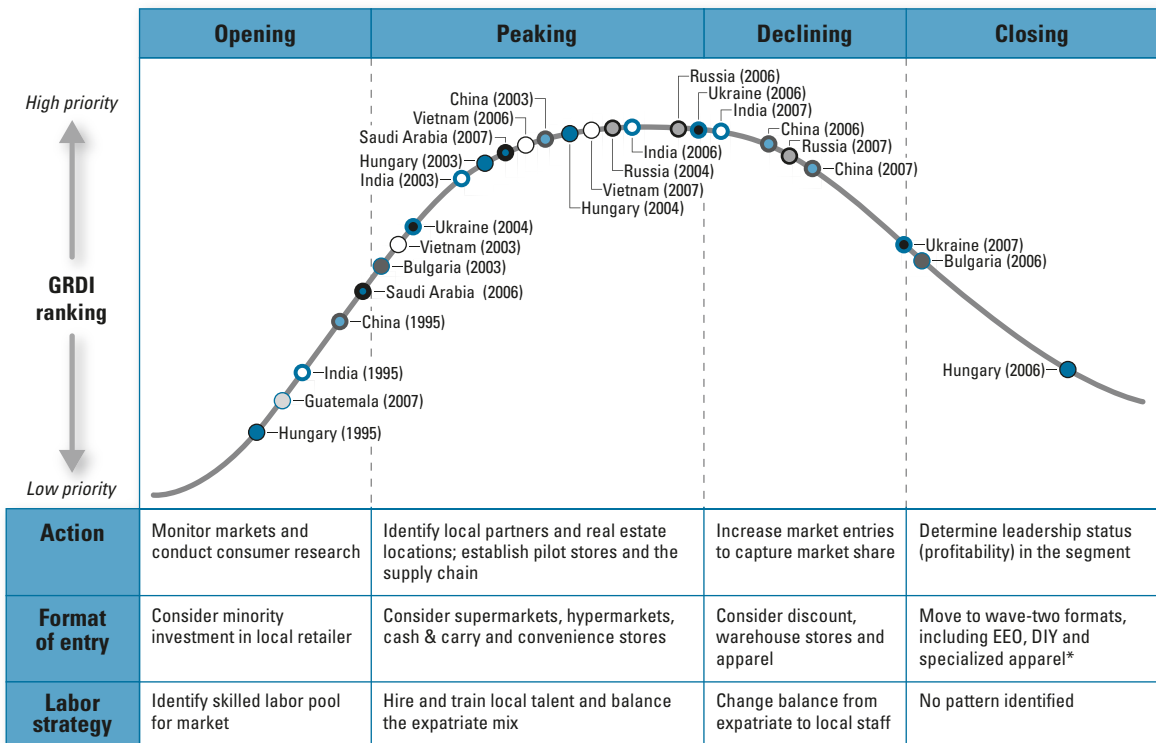 Opening
Peaking
Declining
Closing
High priority
GRDI
ranking
Low priority
Russia (2006)
Ukraine (2006)
India (2007)
China (2003)
Vietnam (2006)
Saudi Arabia (2007)
Hungary (2003)
India (2003)
China (2006)
Russia (2007)
China (2007)
India (2006)
Russia (2004)
Vietnam (2007)
Hungary (2004)
Ukraine (2004)
Vietnam (2003)
Bulgaria (2003)
Saudi Arabia (2006)
China (1995)
India (1995)
Guatemala (2007)
Hungary (1995)
Ukraine (2007)
Bulgaria (2006)
Hungary (2006)
Action
Monitor markets and
conduct consumer research
Identify local partners and real estate
locations; establish pilot stores and the
supply chain
Increase market entries
to capture market share
Determine leadership status
(profitability) in the segment
Format
of entry
Consider minority
investment in local retailer
Consider supermarkets, hypermarkets,
cash & carry and convenience stores
Consider discount,
warehouse stores and
apparel
Move to wave-two formats,
including EEO, DIY and
specialized apparel*
Labor
strategy
Identify skilled labor pool
for market
Hire and train local talent and balance
the expatriate mix
Change balance from
expatriate to local staff
No pattern identified